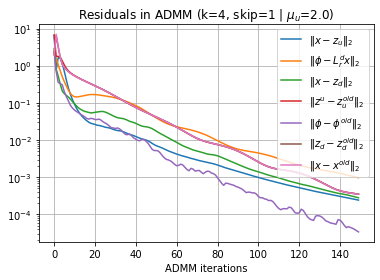 Residuals in ADMM (k=4, skip=1 | μ_u=2.0)
10^1
10^0
10^-1
10^-2
10^-3
10^-4
‖x − z_u‖_2
‖ϕ − L_r^d x‖_2
‖x − z_d‖_2
‖z^u − z_u^old‖_2
‖ϕ − ϕ^old‖_2
‖z_d − z_d^old‖_2
‖x − x^old‖_2
0 20 40 60 80 100 120 140
ADMM iterations